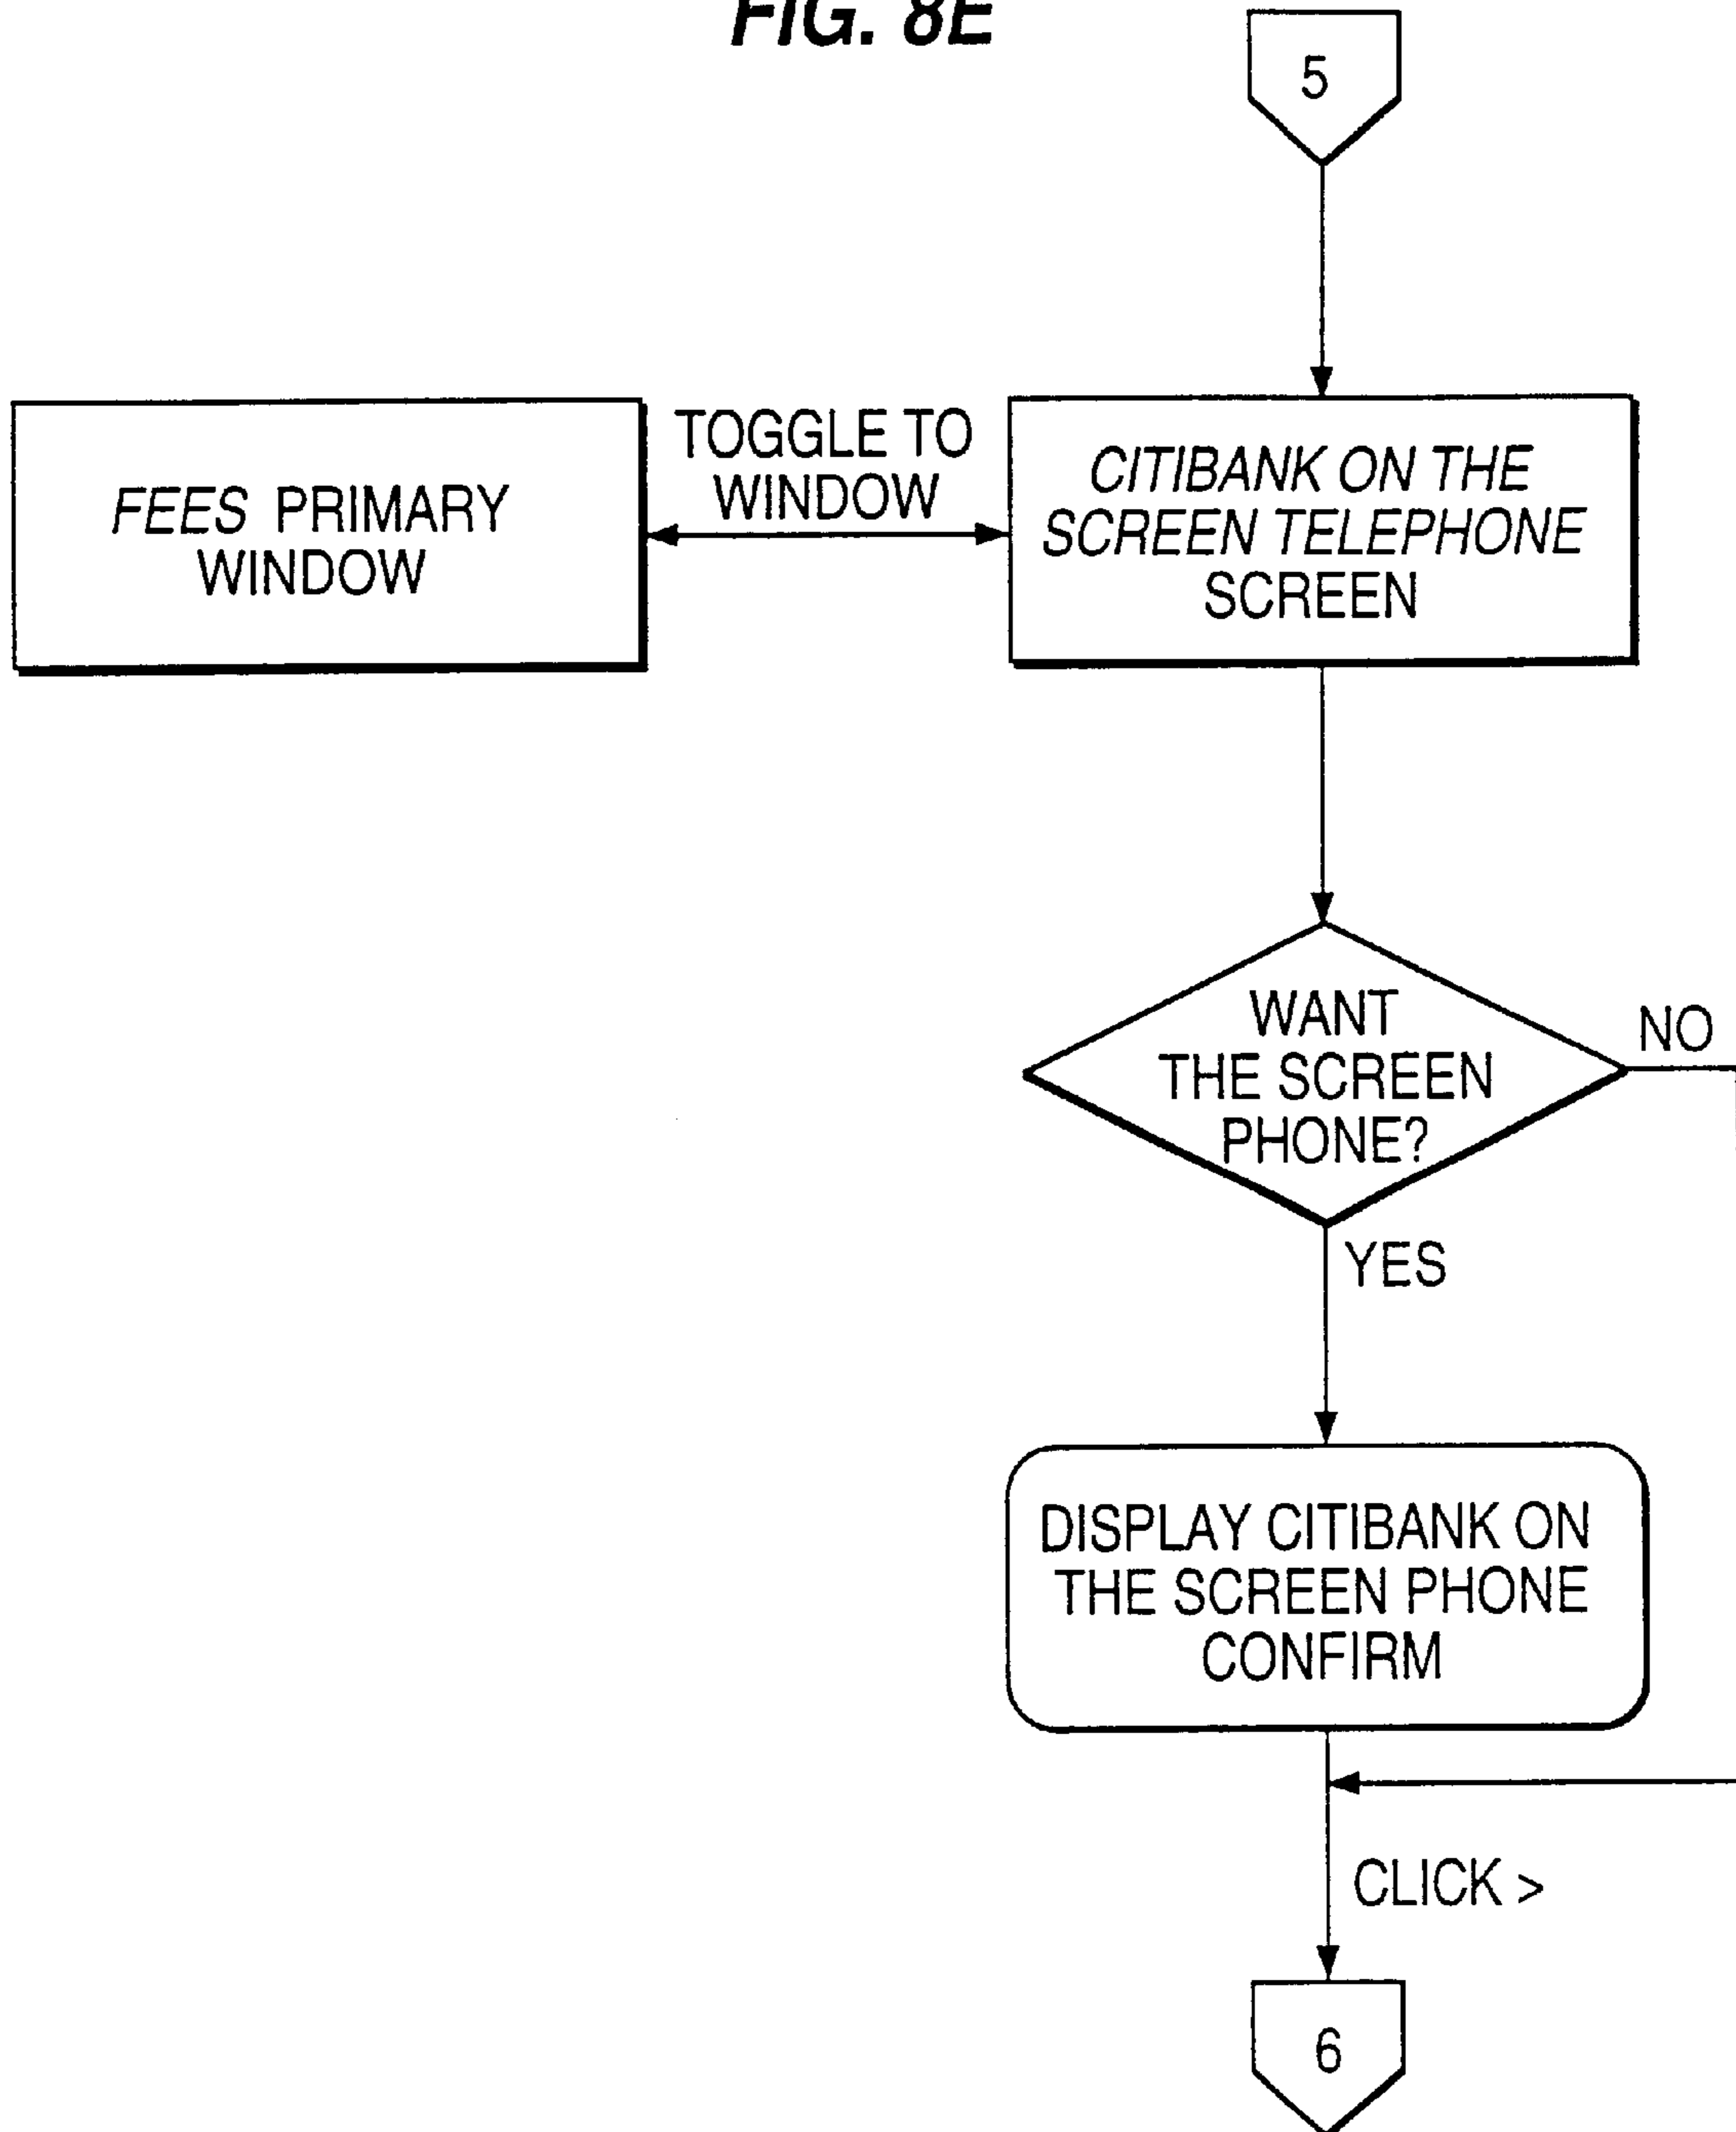 FIG. 8E
5
FEES PRIMARY
WINDOW
TOGGLE TO
WINDOW
CITIBANK ON THE
SCREEN TELEPHONE
SCREEN
WANT
THE SCREEN
PHONE?
NO
YES
DISPLAY CITIBANK ON
THE SCREEN PHONE
CONFIRM
CLICK >
6